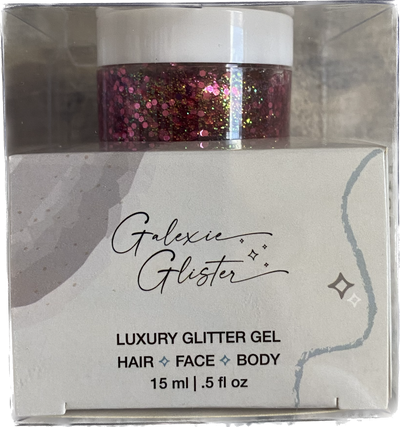 Galexie
Glister
LUXURY GLITTER GEL
HAIR ✧ FACE ✧ BODY
15 ml | .5 fl oz